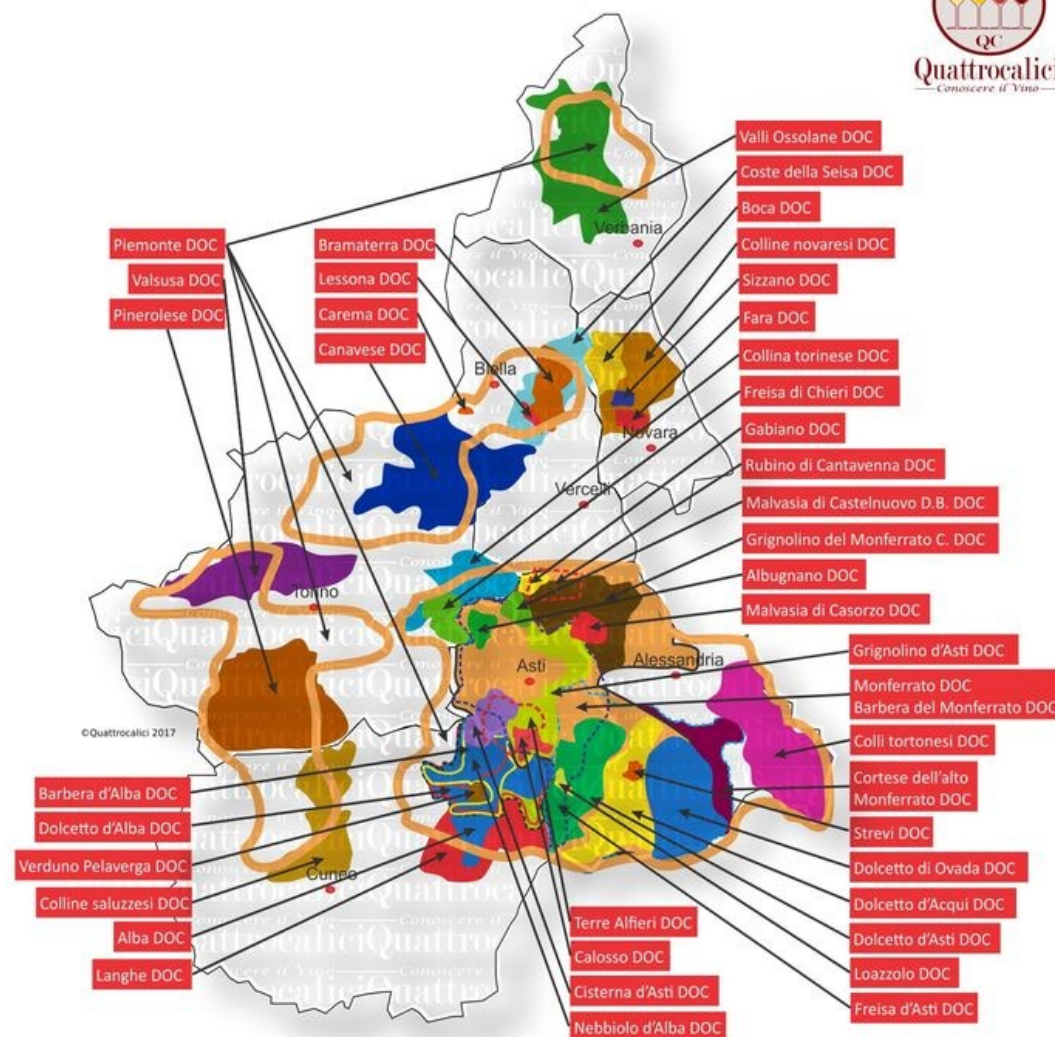 QC
Quattrocalici
Conoscere il Vino
Valli Ossolane DOC
Coste della Seisa DOC
Boca DOC
Colline novaresi DOC
Sizzano DOC
Fara DOC
Collina torinese DOC
Freisa di Chieri DOC
Gabiano DOC
Rubino di Cantavenna DOC
Malvasia di Castelnuovo D.B. DOC
Grignolino del Monferrato C. DOC
Albugnano DOC
Malvasia di Casorzo DOC
Grignolino d'Asti DOC
Monferrato DOC
Barbera del Monferrato DOC
Colli tortonesi DOC
Cortese dell'alto
Monferrato DOC
Strevi DOC
Dolcetto di Ovada DOC
Dolcetto d'Acqui DOC
Dolcetto d'Asti DOC
Loazzolo DOC
Freisa d'Asti DOC
Piemonte DOC
Valsusa DOC
Pinerolese DOC
Bramaterra DOC
Lessona DOC
Carema DOC
Canavese DOC
Verbania
Biella
Novara
Vercelli
Torino
Asti
Alessandria
Cuneo
©Quattrocalici 2017
Barbera d'Alba DOC
Dolcetto d'Alba DOC
Verduno Pelaverga DOC
Colline saluzzesi DOC
Alba DOC
Langhe DOC
Terre Alfieri DOC
Calosso DOC
Cisterna d'Asti DOC
Nebbiolo d'Alba DOC